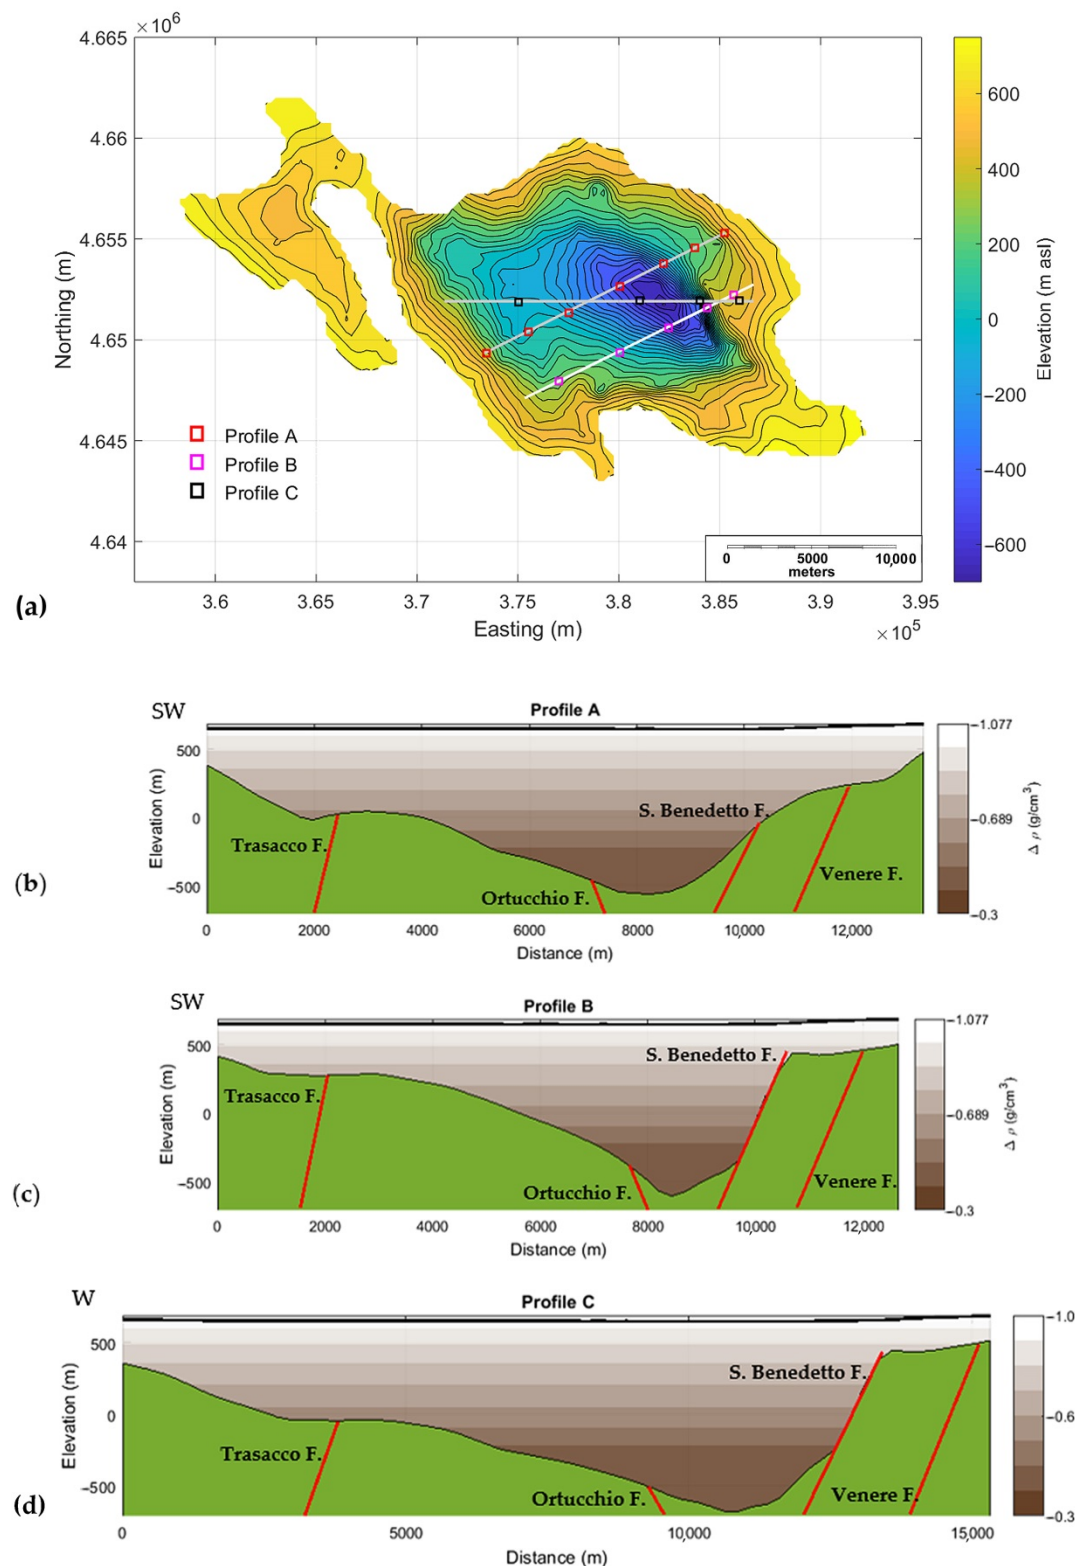 × 10⁶
4.665
4.66
4.655
4.65
4.645
4.64
Northing (m)
Profile A
Profile B
Profile C
0 5000 10,000
meters
3.6 3.65 3.7 3.75 3.8 3.85 3.9 3.95
Easting (m)
× 10⁵
600
400
200
0
−200
−400
−600
Elevation (m asl)
(a)
SW
Profile A
500
0
−500
Elevation (m)
Trasacco F.
Ortucchio F.
S. Benedetto F.
Venere F.
0 2000 4000 6000 8000 10,000 12,000
Distance (m)
−1.077
−0.689
−0.3
Δ ρ (g/cm³)
(b)
SW
Profile B
500
0
−500
Elevation (m)
Trasacco F.
Ortucchio F.
S. Benedetto F.
Venere F.
0 2000 4000 6000 8000 10,000 12,000
Distance (m)
−1.077
−0.689
−0.3
Δ ρ (g/cm³)
(c)
W
Profile C
500
0
−500
Elevation (m)
Trasacco F.
Ortucchio F.
S. Benedetto F.
Venere F.
0 5000 10,000 15,000
Distance (m)
−1.0
−0.6
−0.3
(d)